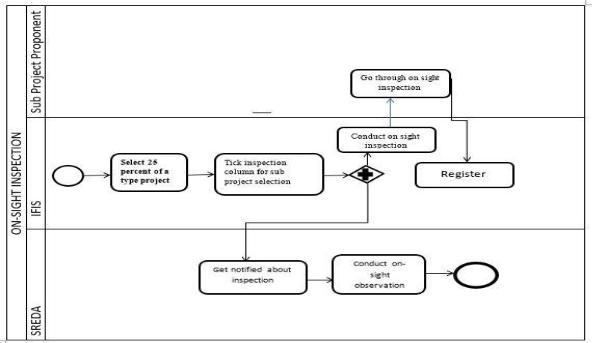 ON-SIGHT INSPECTION
Sub Project Proponent
Go through on sight
inspection
IFIS
Select 25
percent of a
type project
Tick inspection
column for sub
project selection
Conduct on sight
inspection
Register
SREDA
Get notified about
inspection
Conduct on-
sight
observation